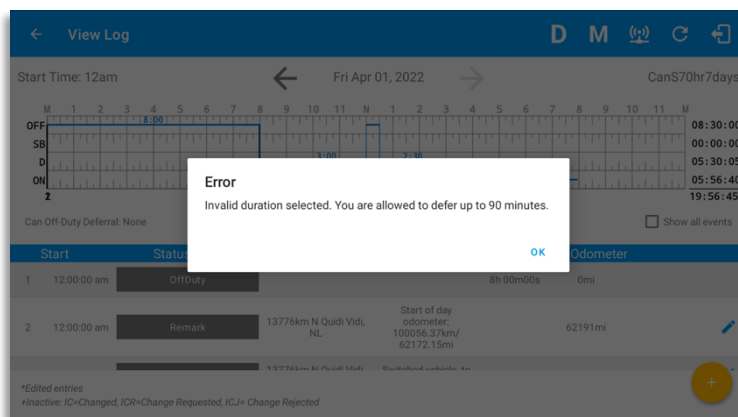 View Log
D M
Start Time: 12am
Fri Apr 01, 2022
CanS70hr7days
M 1 2 3 4 5 6 7 8 9 10 11 N 1 2 3 4 5 6 7 8 9 10 11 M
OFF 8:00 08:30:00
SB 00:00:00
D 3:00 2:30 05:30:05
ON 05:56:40
2 19:56:45
Error
Invalid duration selected. You are allowed to defer up to 90 minutes.
OK
Can Off-Duty Deferral: None
Show all events
Start Status Odometer
1 12:00:00 am OffDuty 8h 00m00s 0mi
2 12:00:00 am Remark 13776km N Quidi Vidi, NL Start of day odometer: 100056.37km/ 62172.15mi 62191mi
13776km N Quidi Vidi Switched vehicle to
*Edited entries
+Inactive: IC=Changed, ICR=Change Requested, ICJ= Change Rejected
+